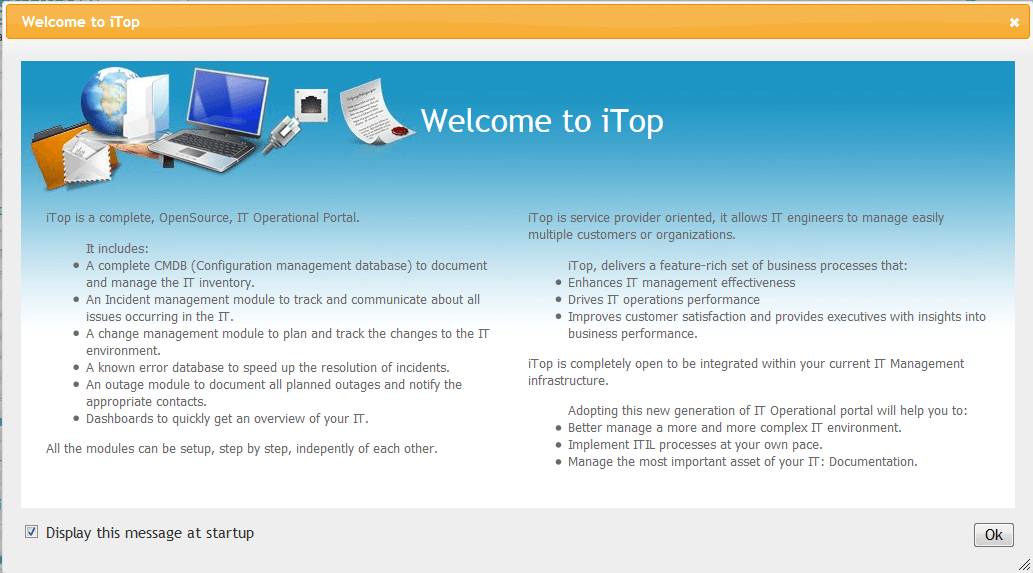 Welcome to iTop
Welcome to iTop
iTop is a complete, OpenSource, IT Operational Portal.
It includes:
A complete CMDB (Configuration management database) to document
and manage the IT inventory.
An Incident management module to track and communicate about all
issues occurring in the IT.
A change management module to plan and track the changes to the IT
environment.
A known error database to speed up the resolution of incidents.
An outage module to document all planned outages and notify the
appropriate contacts.
Dashboards to quickly get an overview of your IT.
All the modules can be setup, step by step, indepently of each other.
iTop is service provider oriented, it allows IT engineers to manage easily
multiple customers or organizations.
iTop, delivers a feature-rich set of business processes that:
Enhances IT management effectiveness
Drives IT operations performance
Improves customer satisfaction and provides executives with insights into
business performance.
iTop is completely open to be integrated within your current IT Management
infrastructure.
Adopting this new generation of IT Operational portal will help you to:
Better manage a more and more complex IT environment.
Implement ITIL processes at your own pace.
Manage the most important asset of your IT: Documentation.
Display this message at startup
Ok